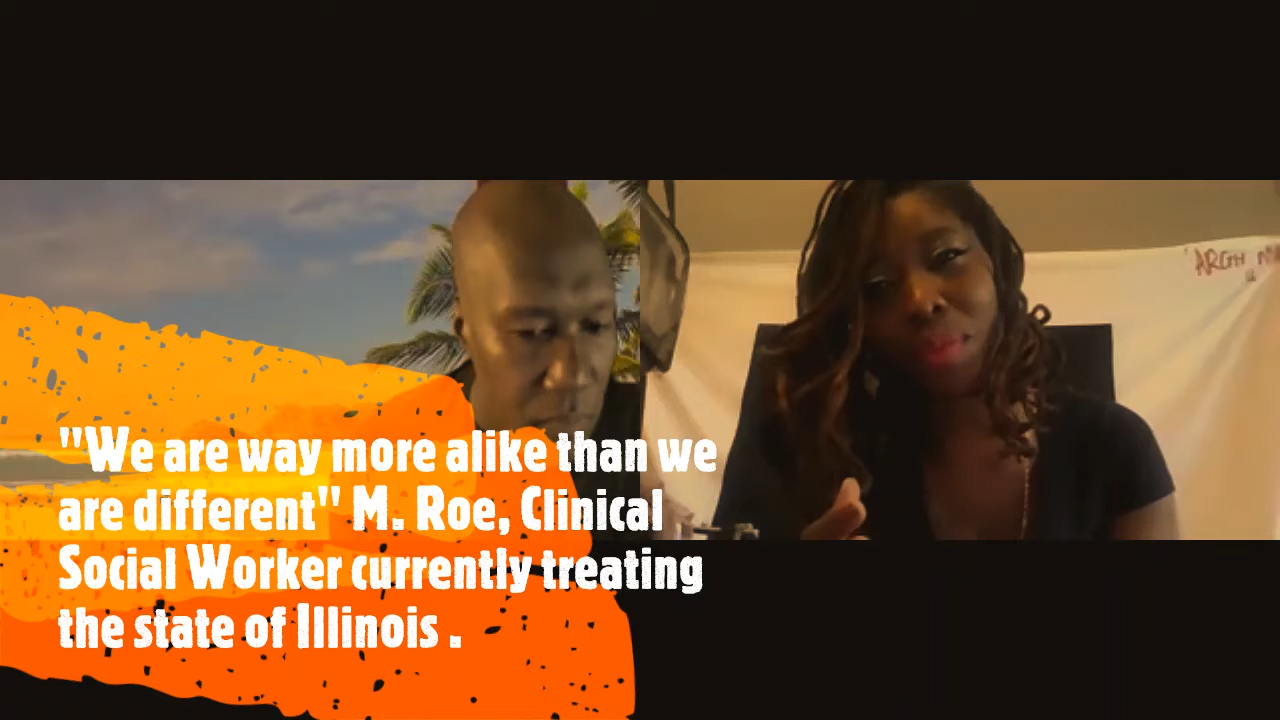 "We are way more alike than we
are different" M. Roe, Clinical
Social Worker currently treating
the state of Illinois .